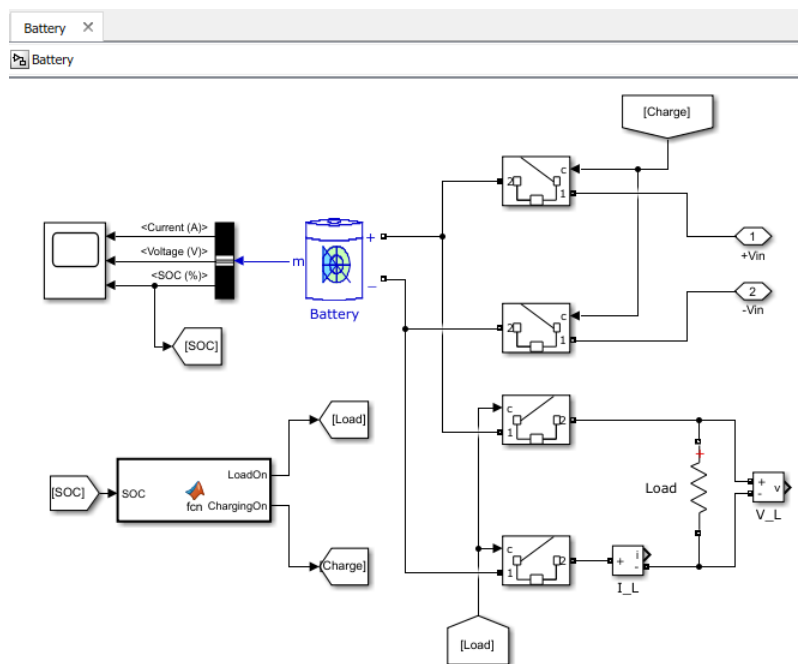 Battery
Battery
[Charge]
c
2
1
<Current (A)>
<Voltage (V)>
<SOC (%)>
m
+
_
Battery
1
+Vin
2
-Vin
c
2
1
[SOC]
[Load]
c
2
1
[SOC]
SOC
fcn
LoadOn
ChargingOn
Load
+
+
-
v
V_L
[Charge]
c
2
1
+
i
-
I_L
[Load]